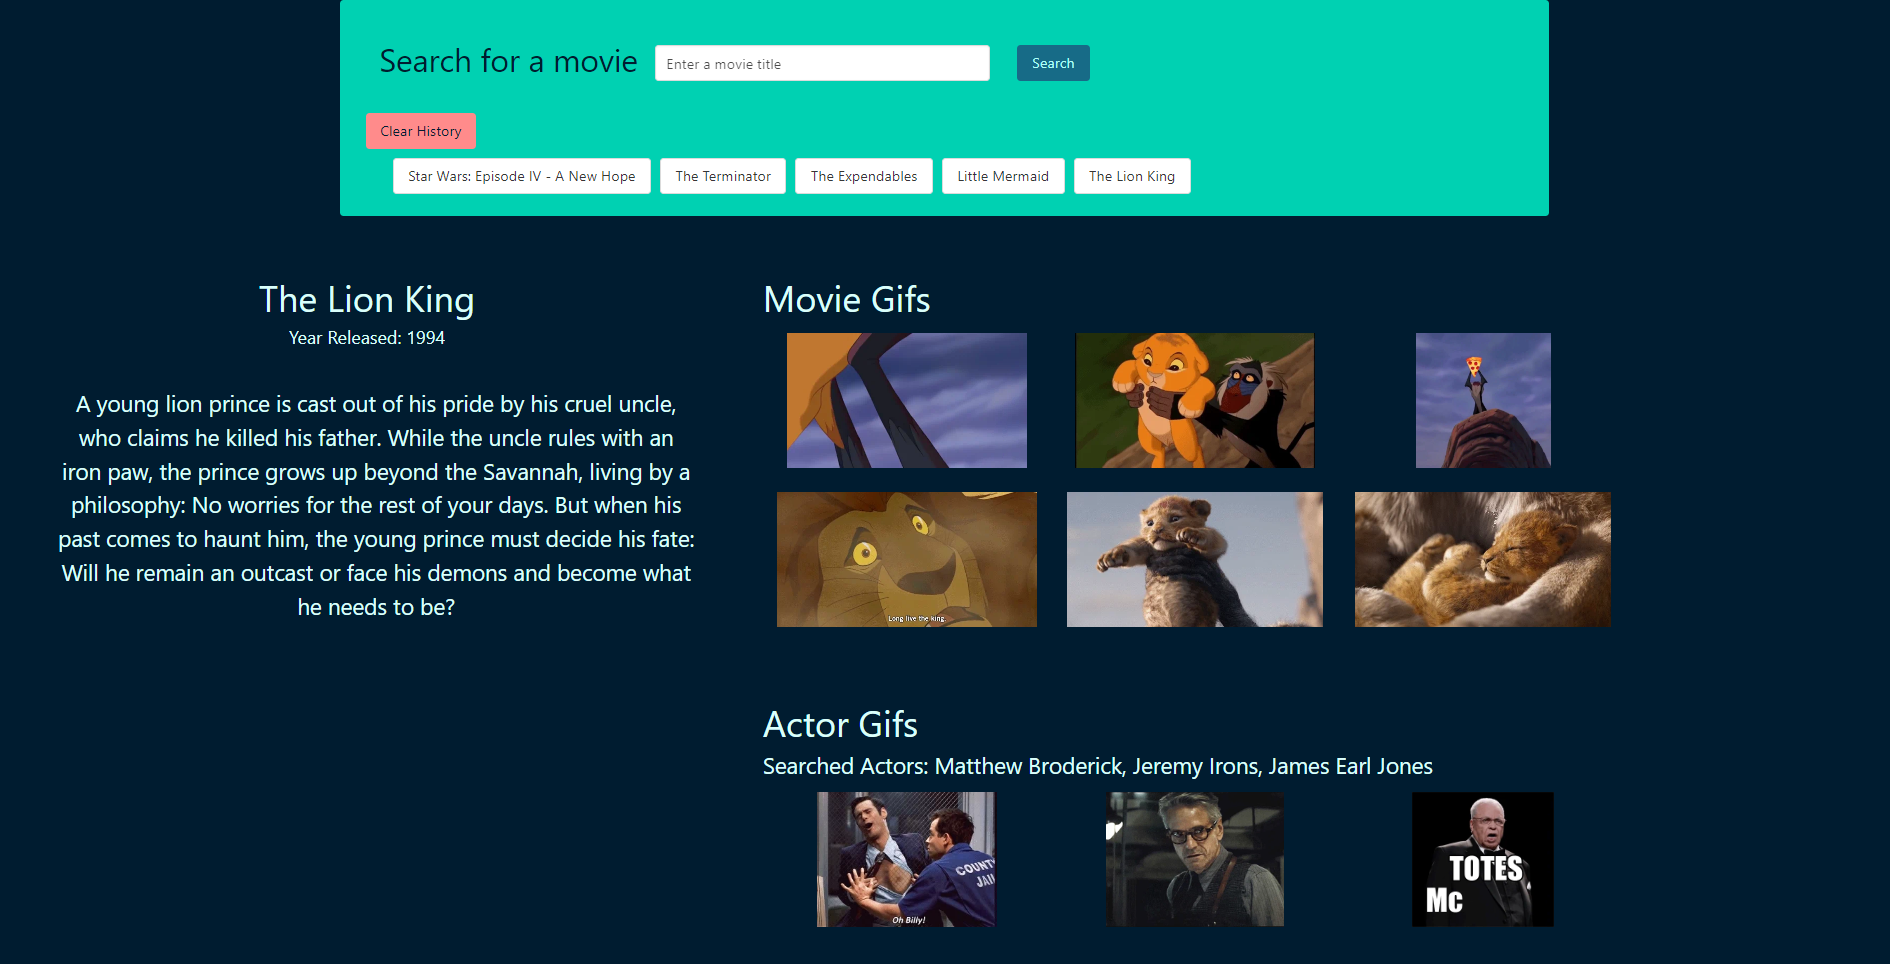 Search for a movie
Enter a movie title
Search
Clear History
Star Wars: Episode IV - A New Hope
The Terminator
The Expendables
Little Mermaid
The Lion King
The Lion King
Year Released: 1994
A young lion prince is cast out of his pride by his cruel uncle,
who claims he killed his father. While the uncle rules with an
iron paw, the prince grows up beyond the Savannah, living by a
philosophy: No worries for the rest of your days. But when his
past comes to haunt him, the young prince must decide his fate:
Will he remain an outcast or face his demons and become what
he needs to be?
Movie Gifs
Long live the king.
Actor Gifs
Searched Actors: Matthew Broderick, Jeremy Irons, James Earl Jones
COUNTY
JAIL
Oh Billy!
TOTES
Mc